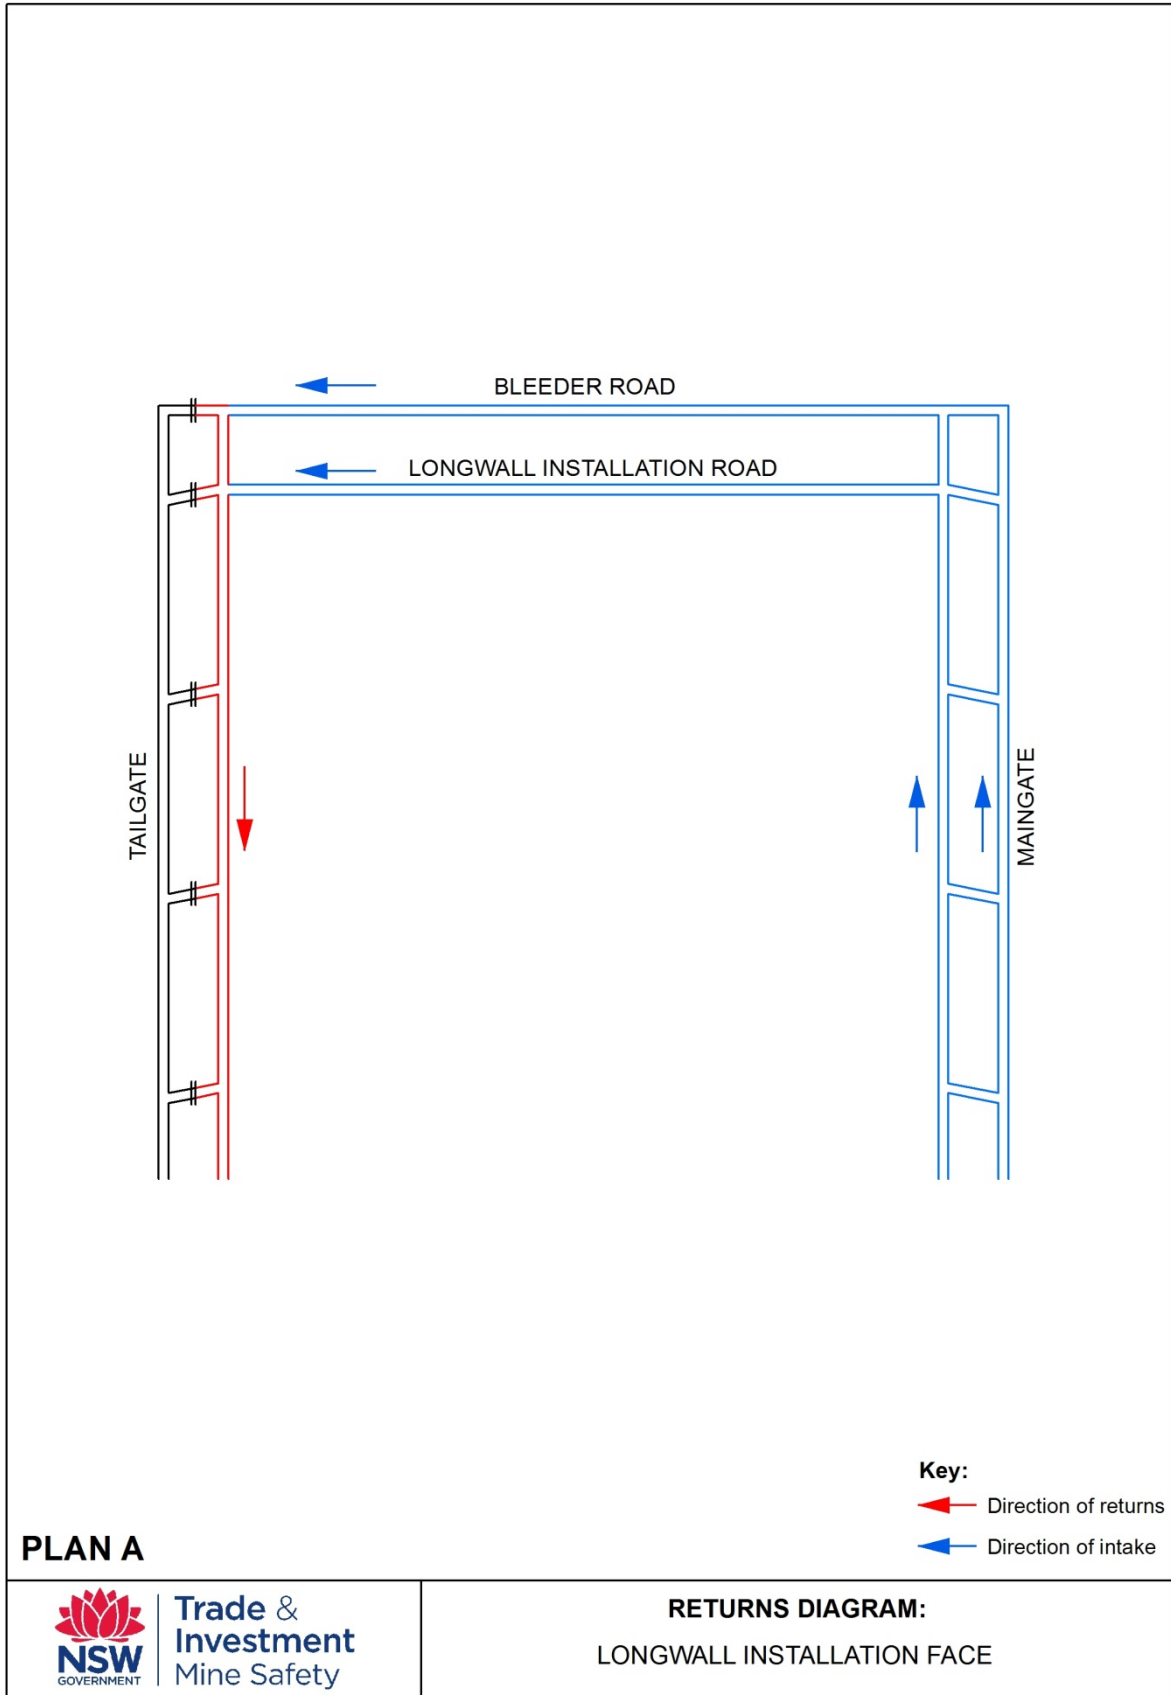 BLEEDER ROAD
LONGWALL INSTALLATION ROAD
TAILGATE
MAINGATE
Key:
Direction of returns
Direction of intake
PLAN A
NSW
GOVERNMENT
Trade &
Investment
Mine Safety
RETURNS DIAGRAM:
LONGWALL INSTALLATION FACE